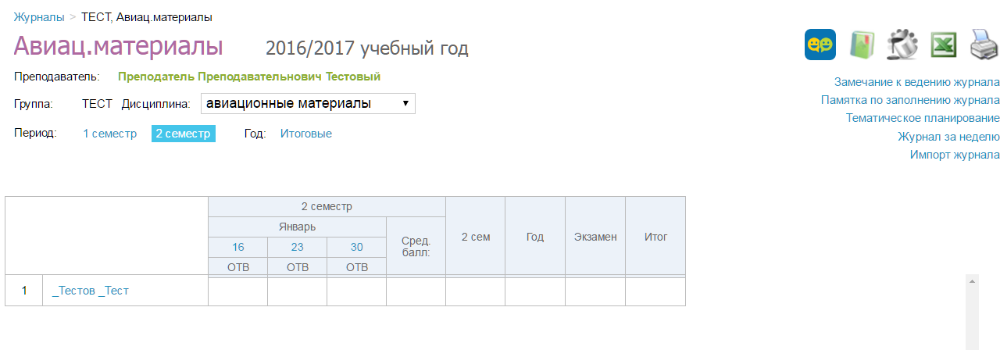 Журналы > ТЕСТ, Авиац.материалы
Авиац.материалы 2016/2017 учебный год
Преподаватель: Преподатель Преподавательнович Тестовый
Группа: ТЕСТ Дисциплина: авиационные материалы
Период: 1 семестр 2 семестр Год: Итоговые
Замечание к ведению журнала
Памятка по заполнению журнала
Тематическое планирование
Журнал за неделю
Импорт журнала
2 семестр
Январь
Сред. балл:
2 сем Год Экзамен Итог
16 23 30
ОТВ ОТВ ОТВ
1 _Тестов _Тест